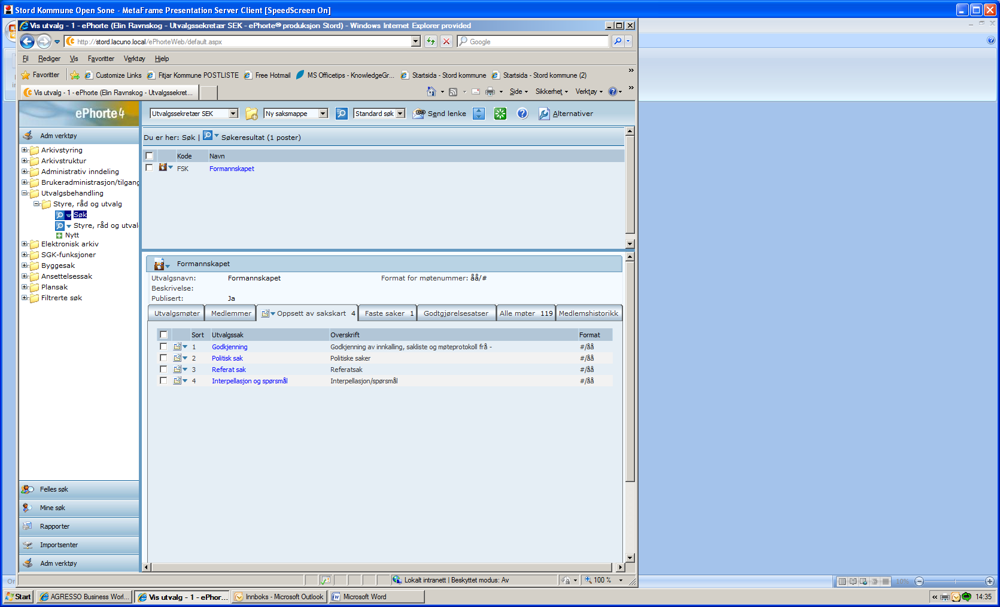 Stord Kommune Open Sone - MetaFrame Presentation Server Client [SpeedScreen On]
Vis utvalg - 1 - ePhorte (Elin Ravnskog - Utvalgssekretær SEK - ePhorte® produksjon Stord) - Windows Internet Explorer provided
http://stord.lacuno.local/ePhorteWeb/default.aspx
Google
Fil Rediger Vis Favoritter Verktøy Hjelp
Favoritter Customize Links Fitjar Kommune POSTLISTE Free Hotmail MS Officetips - KnowledgeGr... Startsida - Stord kommune Startsida - Stord kommune (2) »
Vis utvalg - 1 - ePhorte (Elin Ravnskog - Utvalgssekret... Side Sikkerhet Verktøy »
ePhorte4 Utvalgssekretær SEK Ny saksmappe Standard søk Send lenke Alternativer
Adm verktøy
Arkivstyring
Arkivstruktur
Administrativ inndeling
Brukeradministrasjon/tilgang
Utvalgsbehandling
Styre, råd og utvalg
Søk
Styre, råd og utval
Nytt
Elektronisk arkiv
SGK-funksjoner
Byggesak
Ansettelsessak
Plansak
Filtrerte søk
Felles søk
Mine søk
Rapporter
Importsenter
Adm verktøy
Du er her: Søk | Søkeresultat (1 poster)
Kode Navn
FSK Formannskapet
Formannskapet
Utvalgsnavn: Formannskapet Format for møtenummer: åå/#
Beskrivelse:
Publisert: Ja
Utvalgsmøter Medlemmer Oppsett av sakskart 4 Faste saker 1 Godtgjørelsesatser Alle møter 119 Medlemshistorikk
Sort Utvalgssak Overskrift Format
1 Godkjenning Godkjenning av innkalling, sakliste og møteprotokoll frå - #/åå
2 Politisk sak Politiske saker #/åå
3 Referat sak Referatsak #/åå
4 Interpellasjon og spørsmål Interpellasjon/spørsmål #/åå
Lokalt intranett | Beskyttet modus: Av 100 %
10%
Start AGRESSO Business Worl... Vis utvalg - 1 - ePhor... Innboks - Microsoft Outlook Microsoft Word « 14:35